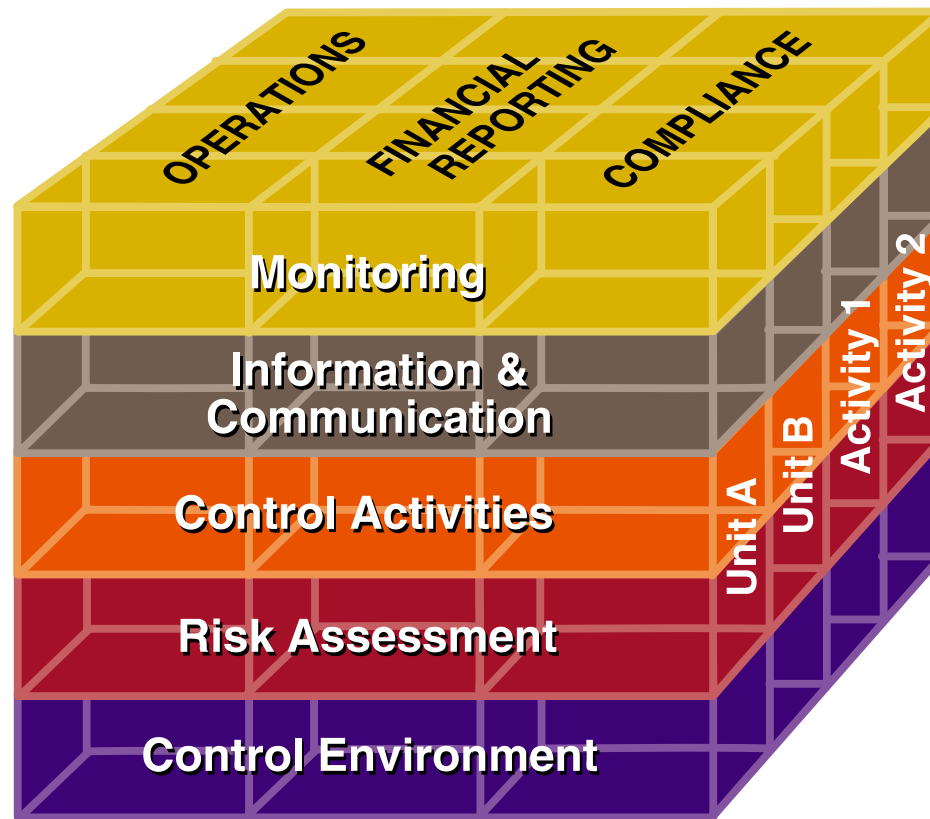 OPERATIONS
FINANCIAL
REPORTING
COMPLIANCE
Monitoring
Information &
Communication
Control Activities
Risk Assessment
Control Environment
Unit A
Unit B
Activity 1
Activity 2